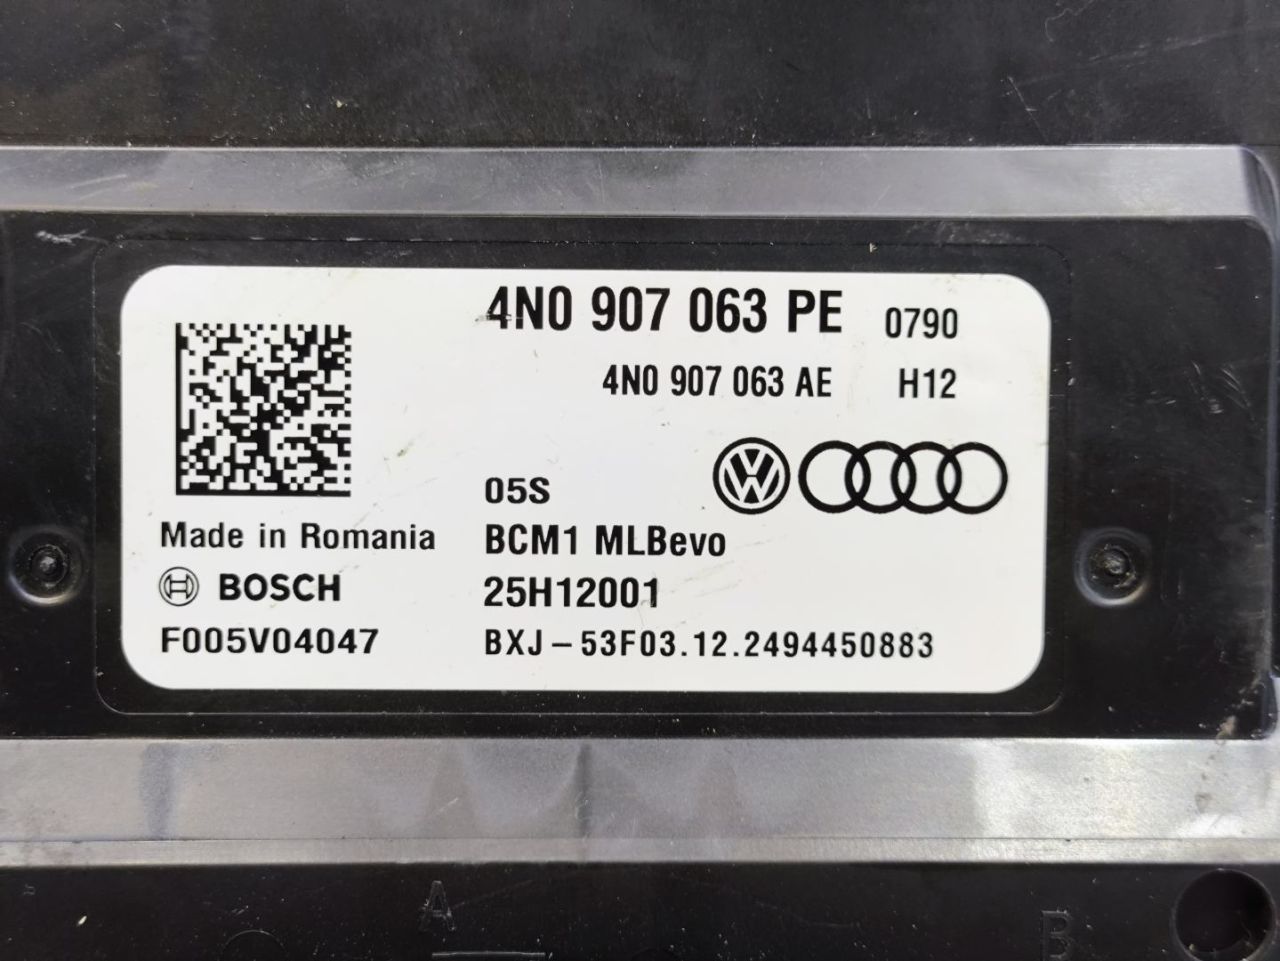 4N0 907 063 PE 0790
4N0 907 063 AE H12
05S
Made in Romania
BCM1 MLBevo
BOSCH
25H12001
F005V04047
BXJ-53F03.12.2494450883
A
B